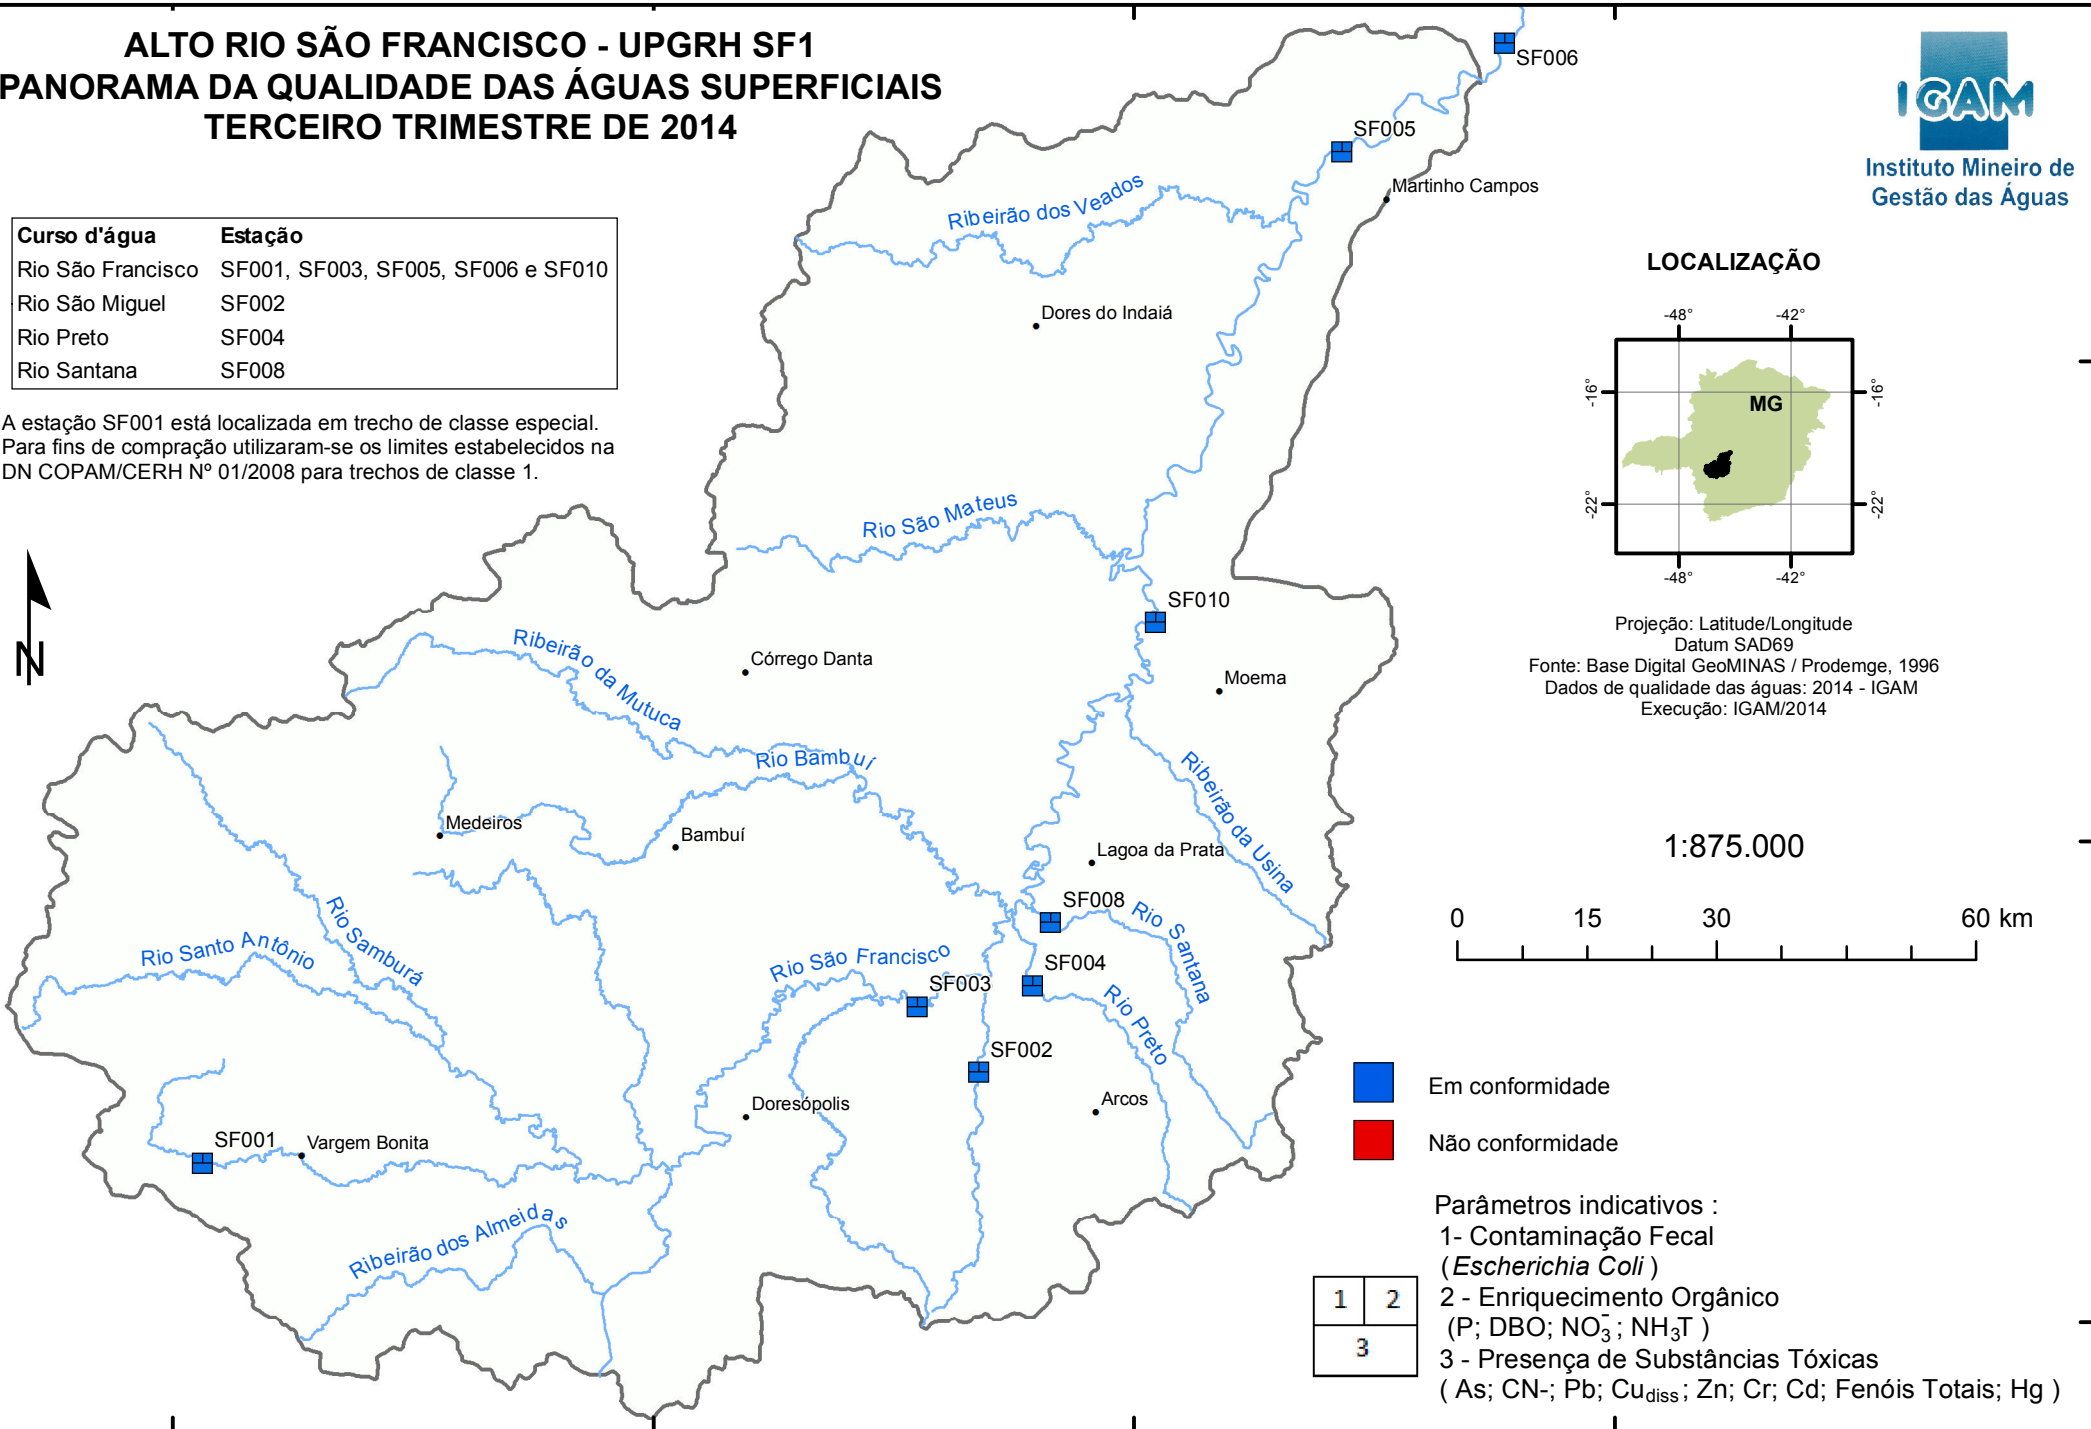 ALTO RIO SÃO FRANCISCO - UPGRH SF1
PANORAMA DA QUALIDADE DAS ÁGUAS SUPERFICIAIS
TERCEIRO TRIMESTRE DE 2014
IGAM
Instituto Mineiro de
Gestão das Águas
Curso d'água Estação
Rio São Francisco SF001, SF003, SF005, SF006 e SF010
Rio São Miguel SF002
Rio Preto SF004
Rio Santana SF008
A estação SF001 está localizada em trecho de classe especial.
Para fins de compração utilizaram-se os limites estabelecidos na
DN COPAM/CERH Nº 01/2008 para trechos de classe 1.
N
SF006
SF005
Martinho Campos
Ribeirão dos Veados
Dores do Indaiá
Rio São Mateus
SF010
Ribeirão da Mutuca
Córrego Danta
Moema
Rio Bambuí
Ribeirão da Usina
Medeiros
Bambuí
Lagoa da Prata
SF008
Rio Santana
Rio Samburá
Rio Santo Antônio
Rio São Francisco
SF003
SF004
Rio Preto
SF002
Doresópolis
Arcos
SF001
Vargem Bonita
Ribeirão dos Almeidas
LOCALIZAÇÃO
-48° -42°
-16° -16°
MG
-22° -22°
-48° -42°
Projeção: Latitude/Longitude
Datum SAD69
Fonte: Base Digital GeoMINAS / Prodemge, 1996
Dados de qualidade das águas: 2014 - IGAM
Execução: IGAM/2014
1:875.000
0 15 30 60 km
Em conformidade
Não conformidade
Parâmetros indicativos :
1- Contaminação Fecal
(Escherichia Coli )
2 - Enriquecimento Orgânico
(P; DBO; NO₃⁻; NH₃T )
3 - Presença de Substâncias Tóxicas
( As; CN-; Pb; Cudiss ; Zn; Cr; Cd; Fenóis Totais; Hg )
1 2
3